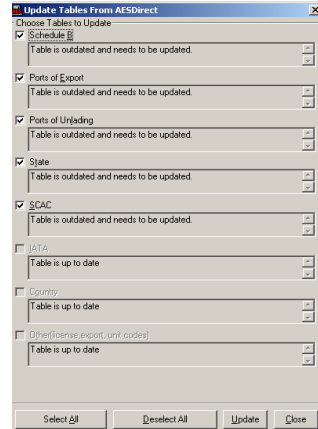 Update Tables From AESDirect
Choose Tables to Update
Schedule B
Table is outdated and needs to be updated.
Ports of Export
Table is outdated and needs to be updated.
Ports of Unlading
Table is outdated and needs to be updated.
State
Table is outdated and needs to be updated.
SCAC
Table is outdated and needs to be updated.
IATA
Table is up to date
Country
Table is up to date
Other(license,export, unit codes)
Table is up to date
Select All Deselect All Update Close